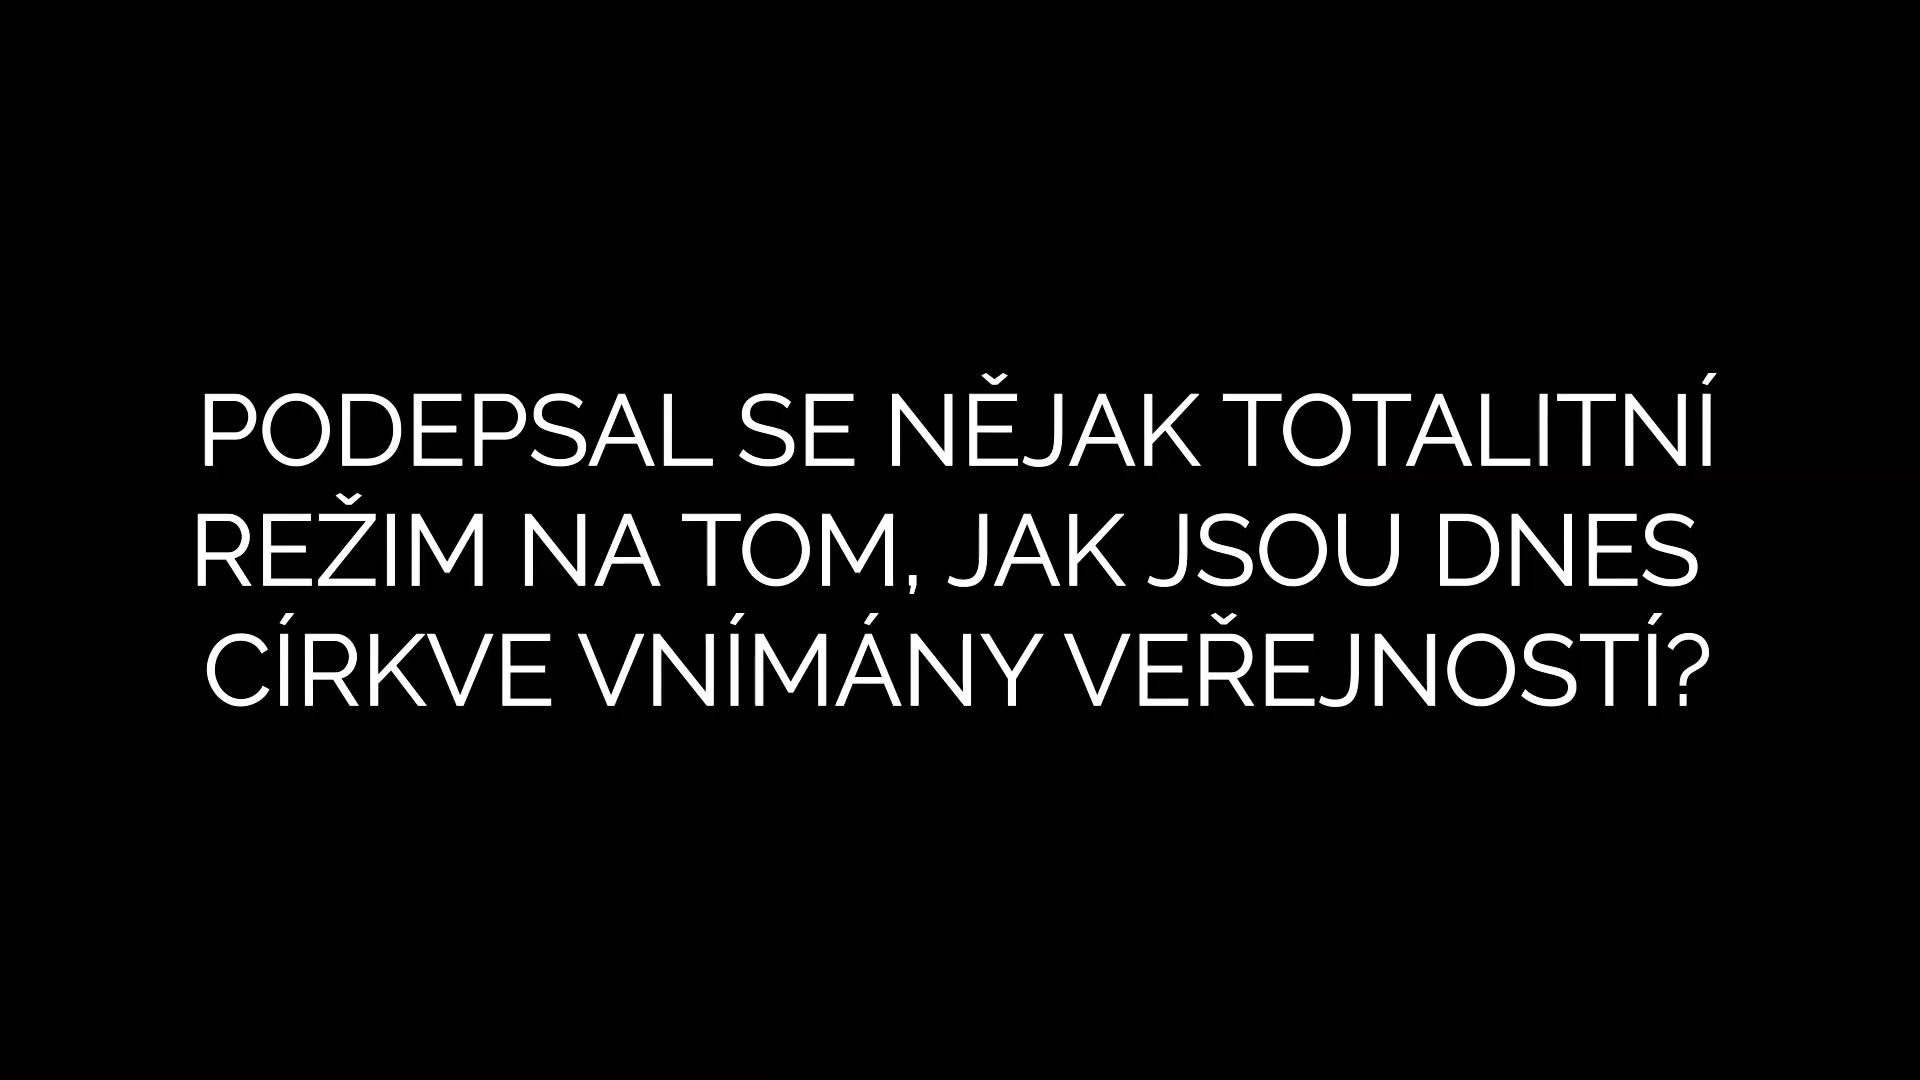 PODEPSAL SE NĚJAK TOTALITNÍ
REŽIM NA TOM, JAK JSOU DNES
CÍRKVE VNÍMÁNY VEŘEJNOSTÍ?